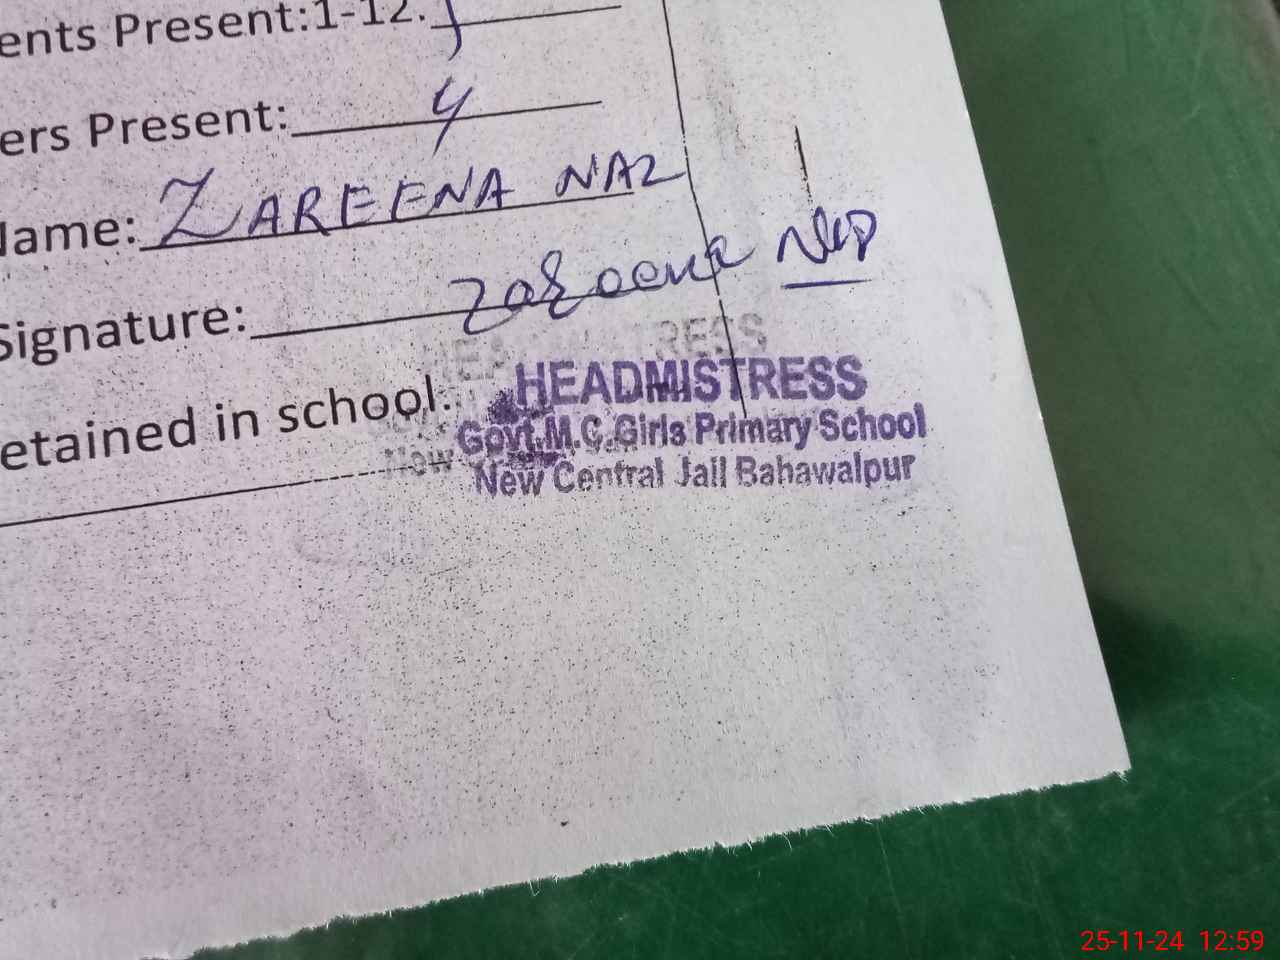 ents Present:1-12.
ers Present: 4
Name: ZAREENA NAZ
Signature: Zareena Naz
etained in school.
HEADMISTRESS
Govt.M.C.Girls Primary School
New Central Jail Bahawalpur
25-11-24 12:59